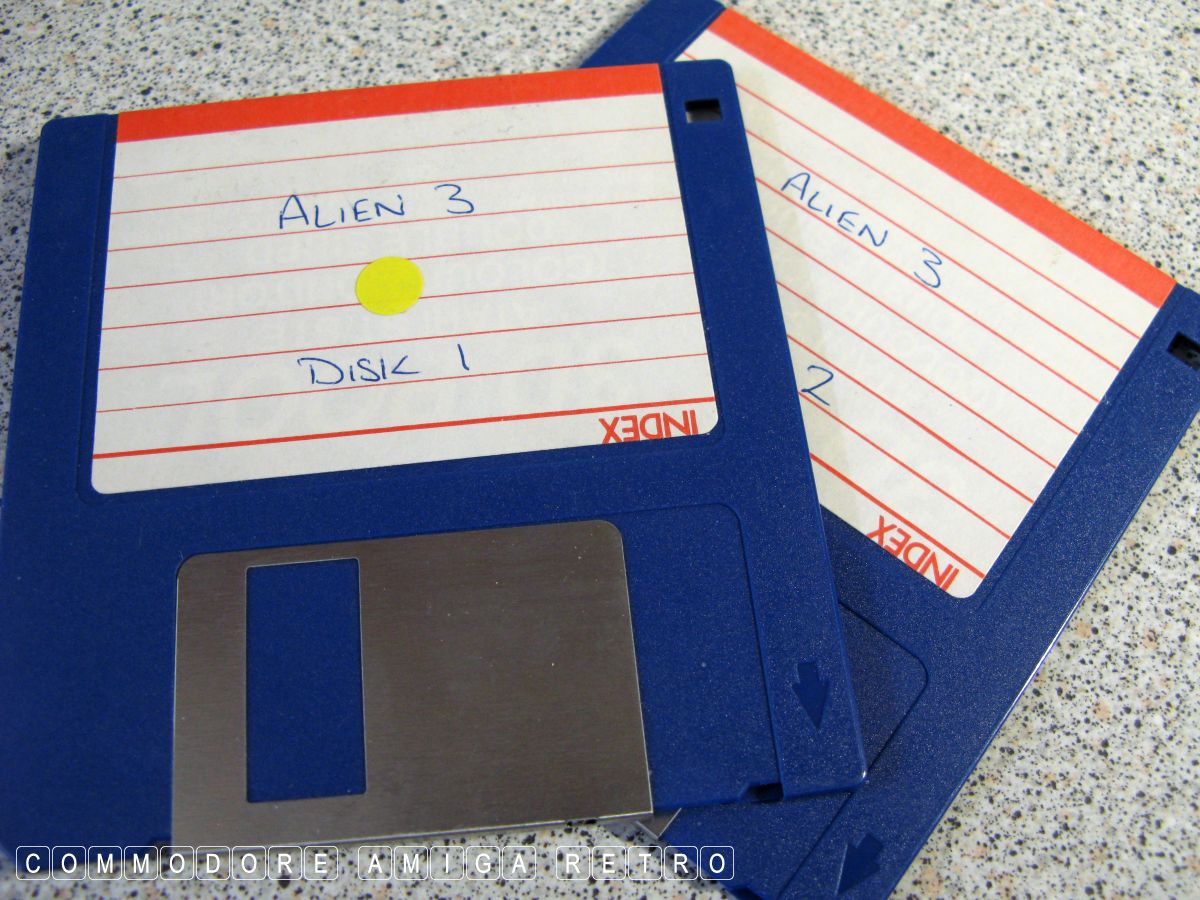 ALIEN 3
DISK 1
INDEX
ALIEN 3
2
INDEX
COMMODORE AMIGA RETRO